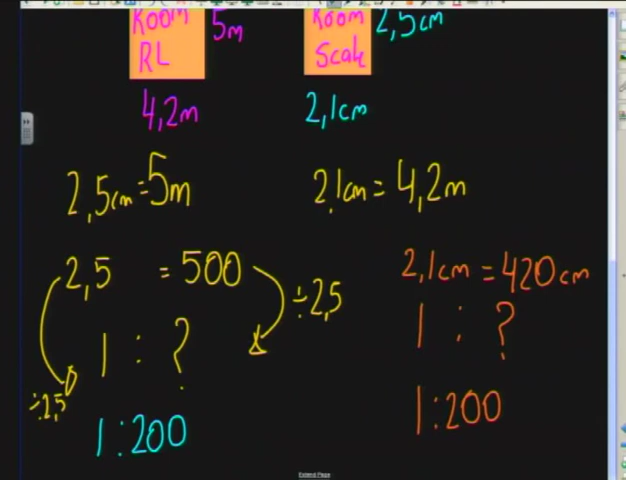 Room
RL
5m
4,2m
Room
Scale
2,5cm
2,1cm
2,5cm = 5m
2,1cm = 4,2m
2,5 = 500
÷2,5
1 : ?
÷2,5
1:200
2,1cm = 420cm
1 : ?
1:200
Extend Page